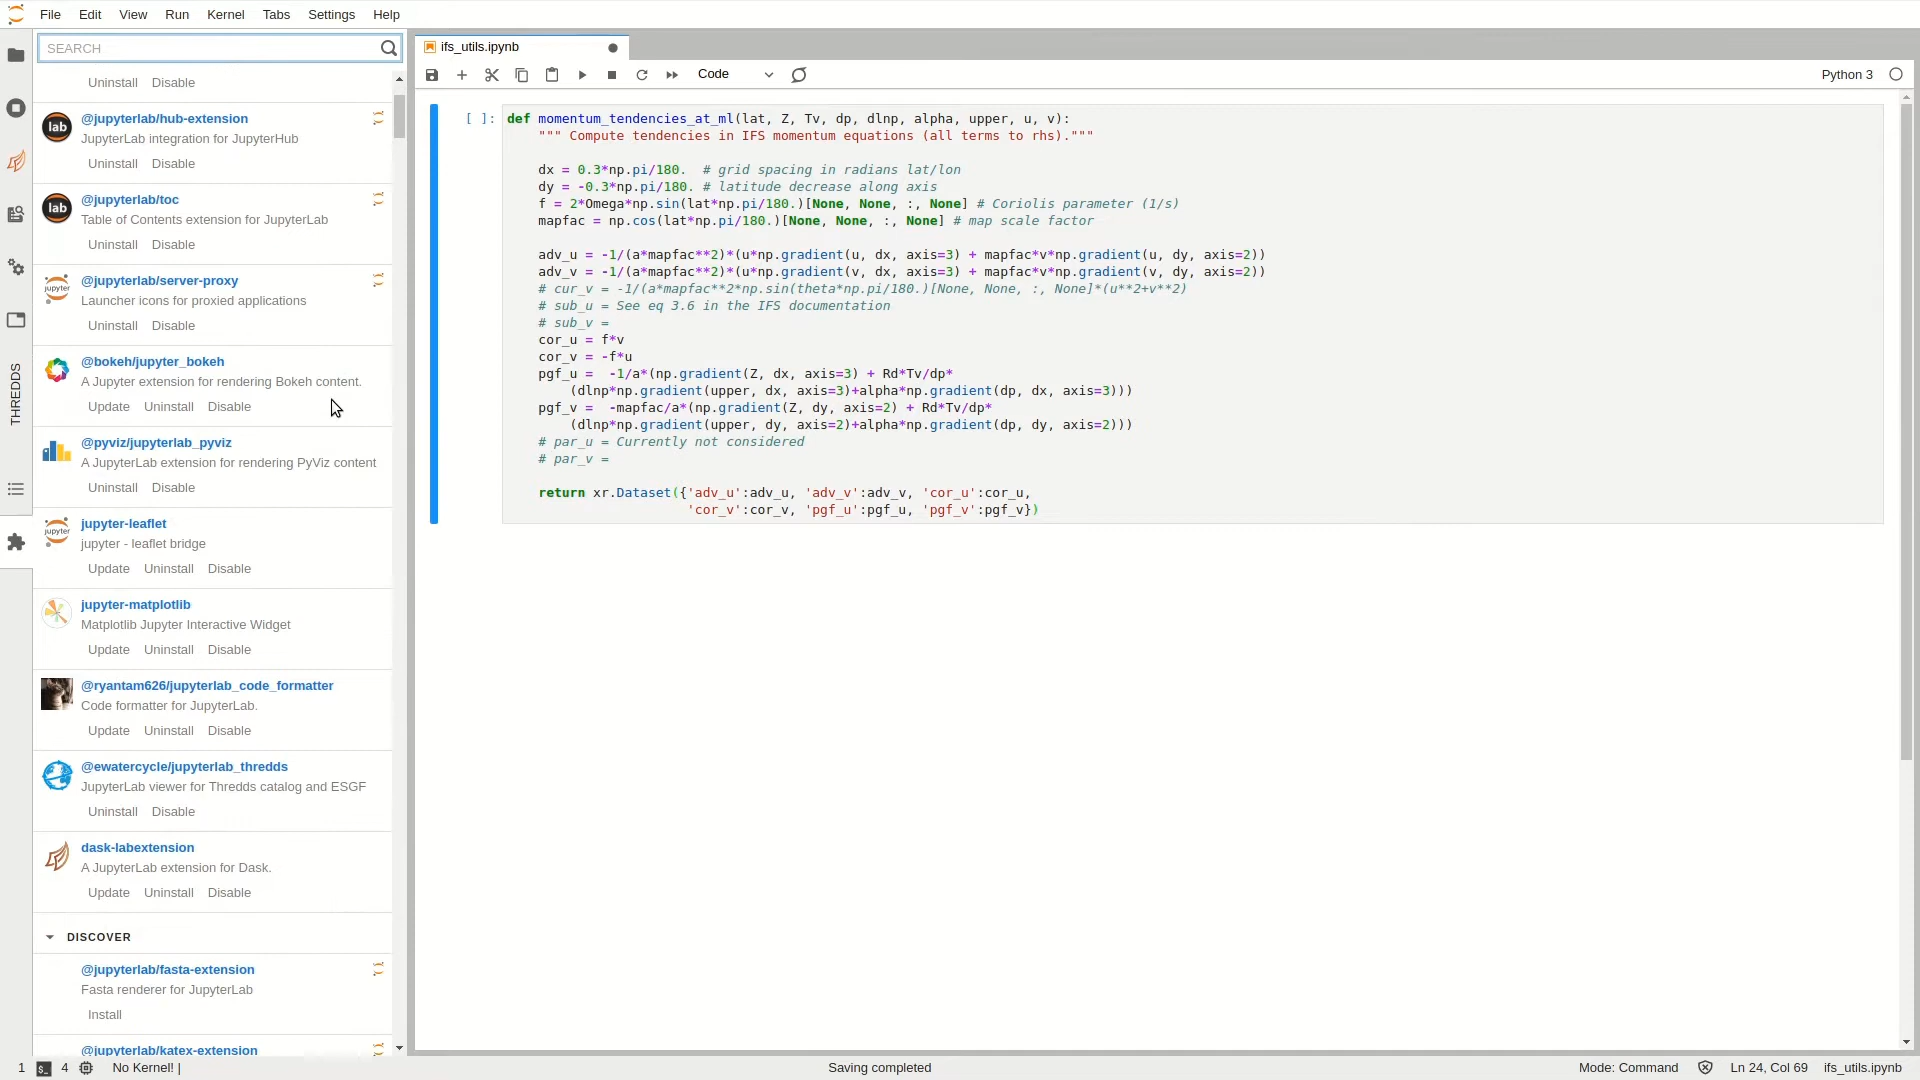 File Edit View Run Kernel Tabs Settings Help
SEARCH
Uninstall Disable
lab
@jupyterlab/hub-extension
JupyterLab integration for JupyterHub
Uninstall Disable
lab
@jupyterlab/toc
Table of Contents extension for JupyterLab
Uninstall Disable
jupyter
@jupyterlab/server-proxy
Launcher icons for proxied applications
Uninstall Disable
@bokeh/jupyter_bokeh
A Jupyter extension for rendering Bokeh content.
Update Uninstall Disable
@pyviz/jupyterlab_pyviz
A JupyterLab extension for rendering PyViz content
Uninstall Disable
jupyter
jupyter-leaflet
jupyter - leaflet bridge
Update Uninstall Disable
jupyter-matplotlib
Matplotlib Jupyter Interactive Widget
Update Uninstall Disable
@ryantam626/jupyterlab_code_formatter
Code formatter for JupyterLab.
Update Uninstall Disable
@ewatercycle/jupyterlab_thredds
JupyterLab viewer for Thredds catalog and ESGF
Uninstall Disable
dask-labextension
A JupyterLab extension for Dask.
Update Uninstall Disable
DISCOVER
@jupyterlab/fasta-extension
Fasta renderer for JupyterLab
Install
@jupyterlab/katex-extension
THREDDS
ifs_utils.ipynb
Code
Python 3
[ ]: def momentum_tendencies_at_ml(lat, Z, Tv, dp, dlnp, alpha, upper, u, v):
    """ Compute tendencies in IFS momentum equations (all terms to rhs)."""
    dx = 0.3*np.pi/180.  # grid spacing in radians lat/lon
    dy = -0.3*np.pi/180. # latitude decrease along axis
    f = 2*Omega*np.sin(lat*np.pi/180.)[None, None, :, None] # Coriolis parameter (1/s)
    mapfac = np.cos(lat*np.pi/180.)[None, None, :, None] # map scale factor
    adv_u = -1/(a*mapfac**2)*(u*np.gradient(u, dx, axis=3) + mapfac*v*np.gradient(u, dy, axis=2))
    adv_v = -1/(a*mapfac**2)*(u*np.gradient(v, dx, axis=3) + mapfac*v*np.gradient(v, dy, axis=2))
    # cur_v = -1/(a*mapfac**2*np.sin(theta*np.pi/180.)[None, None, :, None]*(u**2+v**2)
    # sub_u = See eq 3.6 in the IFS documentation
    # sub_v =
    cor_u = f*v
    cor_v = -f*u
    pgf_u =  -1/a*(np.gradient(Z, dx, axis=3) + Rd*Tv/dp*
        (dlnp*np.gradient(upper, dx, axis=3)+alpha*np.gradient(dp, dx, axis=3)))
    pgf_v =  -mapfac/a*(np.gradient(Z, dy, axis=2) + Rd*Tv/dp*
        (dlnp*np.gradient(upper, dy, axis=2)+alpha*np.gradient(dp, dy, axis=2)))
    # par_u = Currently not considered
    # par_v =
    return xr.Dataset({'adv_u':adv_u, 'adv_v':adv_v, 'cor_u':cor_u,
                       'cor_v':cor_v, 'pgf_u':pgf_u, 'pgf_v':pgf_v})
1 $_ 4 No Kernel! | Saving completed Mode: Command Ln 24, Col 69 ifs_utils.ipynb